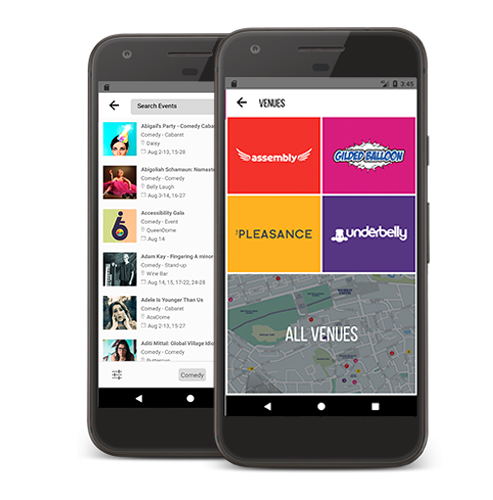 Search Events
Abigail's Party - Comedy Caba
Comedy - Cabaret
Daisy
Aug 2-13, 15-28
Abigoliah Schamaun: Namaste
Comedy - Comedy
Belly Laugh
Aug 3-14, 16-27
Accessibility Gala
Comedy - Event
QueenDome
Aug 14
Adam Kay - Fingering A minor
Comedy - Stand-up
Wine Bar
Aug 14, 15, 17-22, 24-28
Adele Is Younger Than Us
Comedy - Cabaret
AceDome
Aug 2-13, 15-27
Aditi Mittal: Global Village Idio
Comedy - Comedy
Comedy
3:45
VENUES
assembly
GILDED BALLOON
THE PLEASANCE
underbelly
ALL VENUES